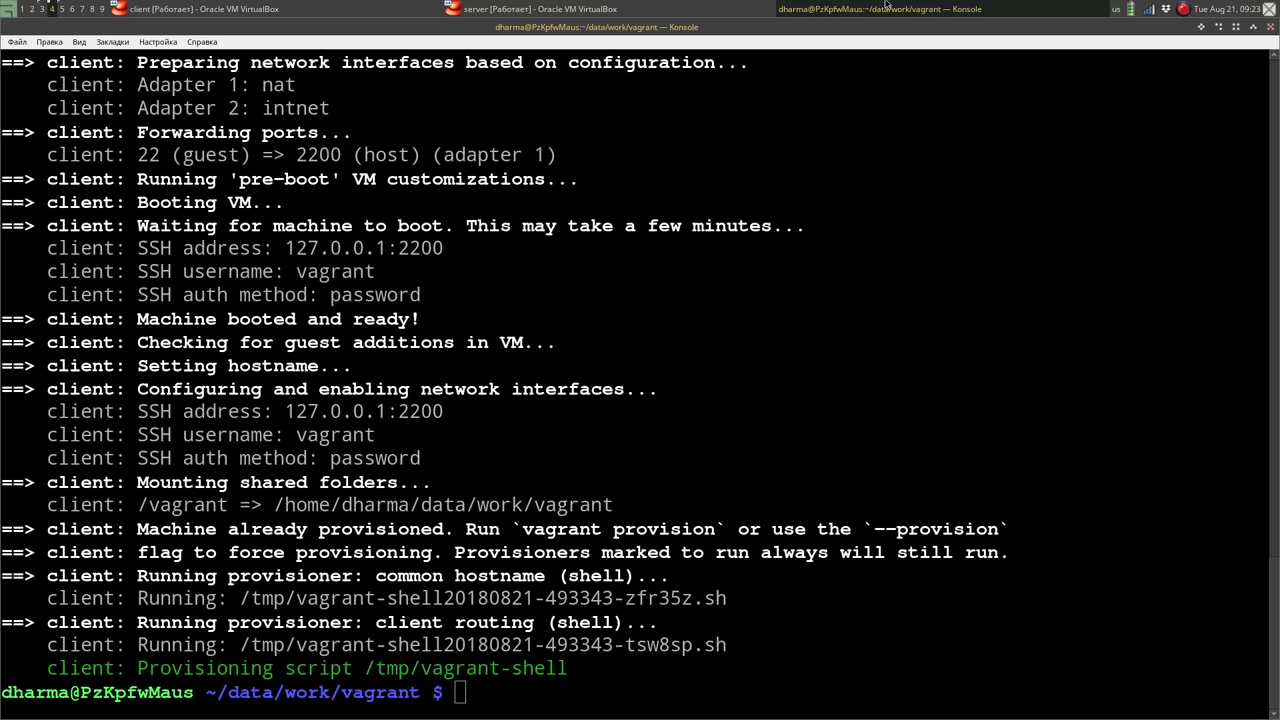 1 2 3 4 5 6 7 8 9 client [Работает] - Oracle VM VirtualBox server [Работает] - Oracle VM VirtualBox dharma@PzKpfwMaus:~/data/work/vagrant — Konsole us Tue Aug 21, 09:23
dharma@PzKpfwMaus:~/data/work/vagrant — Konsole
Файл Правка Вид Закладки Настройка Справка
==> client: Preparing network interfaces based on configuration...
client: Adapter 1: nat
client: Adapter 2: intnet
==> client: Forwarding ports...
client: 22 (guest) => 2200 (host) (adapter 1)
==> client: Running 'pre-boot' VM customizations...
==> client: Booting VM...
==> client: Waiting for machine to boot. This may take a few minutes...
client: SSH address: 127.0.0.1:2200
client: SSH username: vagrant
client: SSH auth method: password
==> client: Machine booted and ready!
==> client: Checking for guest additions in VM...
==> client: Setting hostname...
==> client: Configuring and enabling network interfaces...
client: SSH address: 127.0.0.1:2200
client: SSH username: vagrant
client: SSH auth method: password
==> client: Mounting shared folders...
client: /vagrant => /home/dharma/data/work/vagrant
==> client: Machine already provisioned. Run `vagrant provision` or use the `--provision`
==> client: flag to force provisioning. Provisioners marked to run always will still run.
==> client: Running provisioner: common hostname (shell)...
client: Running: /tmp/vagrant-shell20180821-493343-zfr35z.sh
==> client: Running provisioner: client routing (shell)...
client: Running: /tmp/vagrant-shell20180821-493343-tsw8sp.sh
client: Provisioning script /tmp/vagrant-shell
dharma@PzKpfwMaus ~/data/work/vagrant $